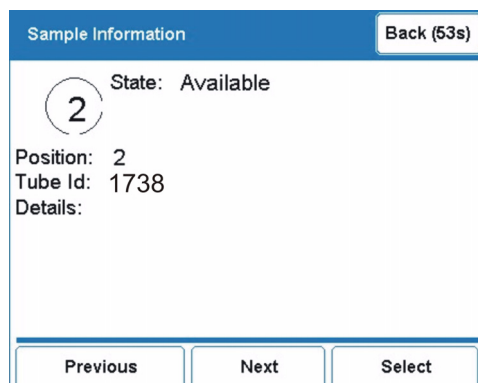 Sample Information Back (53s)
2 State: Available
Position: 2
Tube Id: 1738
Details:
Previous Next Select